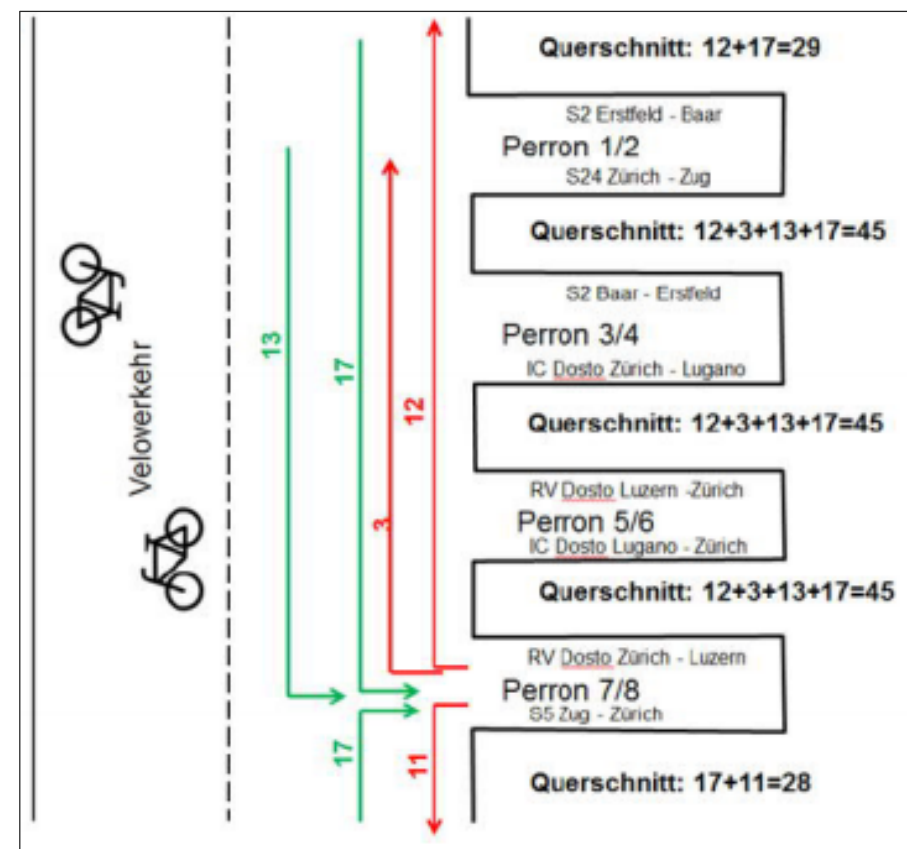 Querschnitt: 12+17=29
S2 Erstfeld - Baar
Perron 1/2
S24 Zürich - Zug
Querschnitt: 12+3+13+17=45
S2 Baar - Erstfeld
Perron 3/4
IC Dosto Zürich - Lugano
Querschnitt: 12+3+13+17=45
RV Dosto Luzern -Zürich
Perron 5/6
IC Dosto Lugano - Zürich
Querschnitt: 12+3+13+17=45
RV Dosto Zürich - Luzern
Perron 7/8
S5 Zug - Zürich
Querschnitt: 17+11=28
Veloverkehr
13
17
12
3
17
11